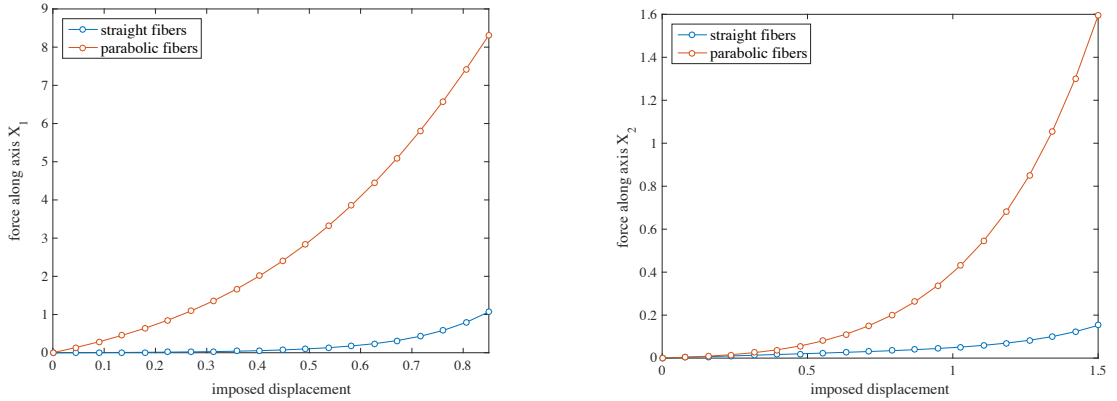 straight fibers
parabolic fibers
force along axis X_1
9
8
7
6
5
4
3
2
1
0
0 0.1 0.2 0.3 0.4 0.5 0.6 0.7 0.8
imposed displacement
straight fibers
parabolic fibers
force along axis X_2
1.6
1.4
1.2
1
0.8
0.6
0.4
0.2
0
0 0.5 1 1.5
imposed displacement